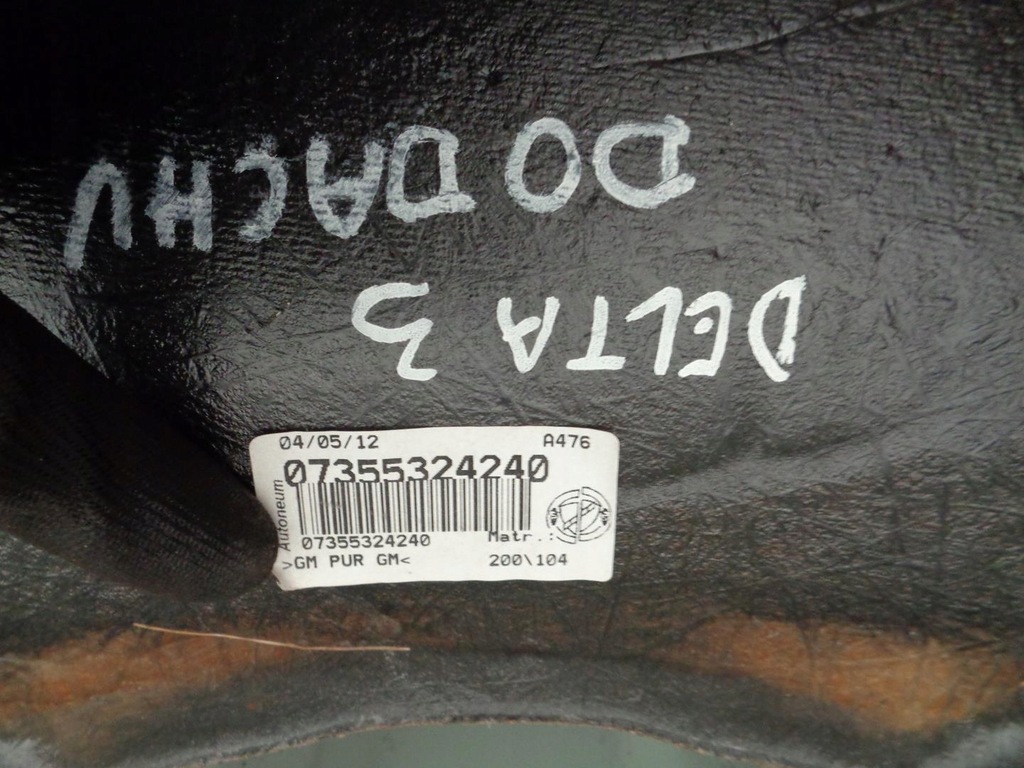 DELTA 3
DO DACHU
04/05/12 A476
07355324240
Autoneum
07355324240 Matr.:
>GM PUR GM< 200\104